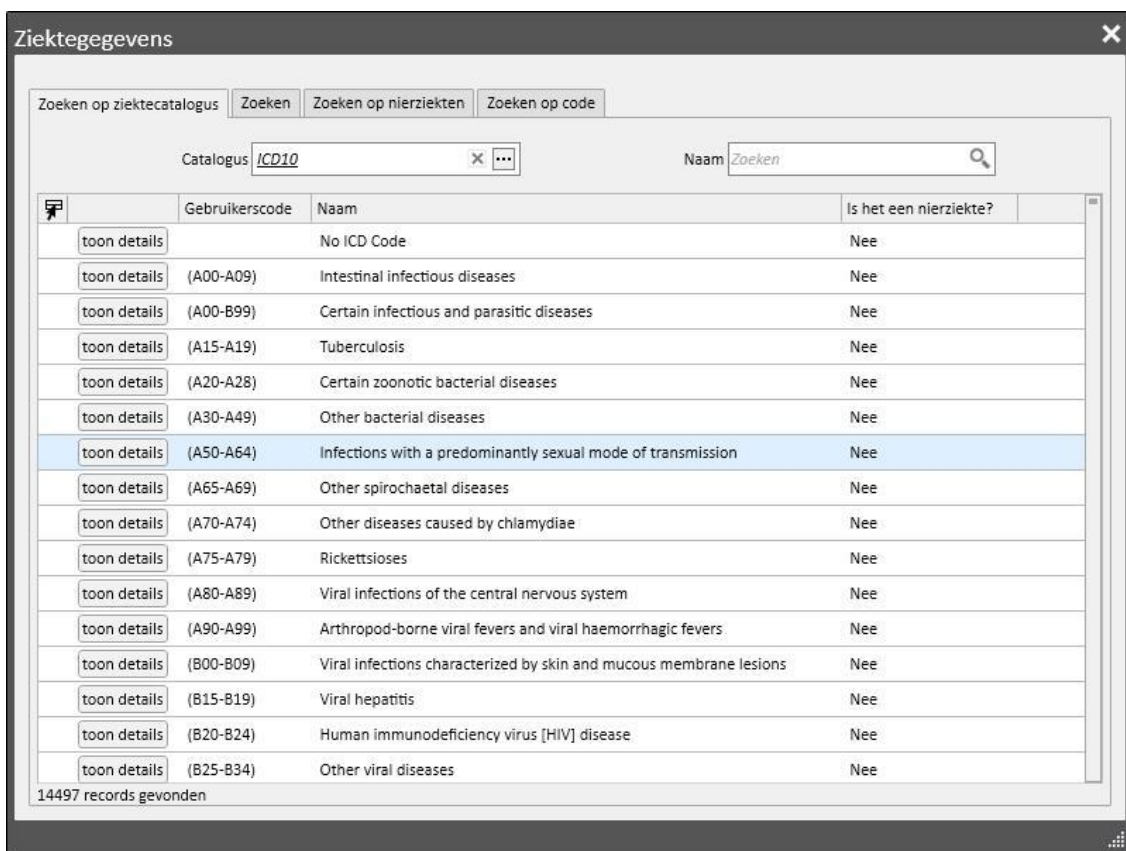 Ziektegegevens
Zoeken op ziektecatalogus Zoeken Zoeken op nierziekten Zoeken op code
Catalogus ICD10 Naam Zoeken
Gebruikerscode Naam Is het een nierziekte?
toon details No ICD Code Nee
toon details (A00-A09) Intestinal infectious diseases Nee
toon details (A00-B99) Certain infectious and parasitic diseases Nee
toon details (A15-A19) Tuberculosis Nee
toon details (A20-A28) Certain zoonotic bacterial diseases Nee
toon details (A30-A49) Other bacterial diseases Nee
toon details (A50-A64) Infections with a predominantly sexual mode of transmission Nee
toon details (A65-A69) Other spirochaetal diseases Nee
toon details (A70-A74) Other diseases caused by chlamydiae Nee
toon details (A75-A79) Rickettsioses Nee
toon details (A80-A89) Viral infections of the central nervous system Nee
toon details (A90-A99) Arthropod-borne viral fevers and viral haemorrhagic fevers Nee
toon details (B00-B09) Viral infections characterized by skin and mucous membrane lesions Nee
toon details (B15-B19) Viral hepatitis Nee
toon details (B20-B24) Human immunodeficiency virus [HIV] disease Nee
toon details (B25-B34) Other viral diseases Nee
14497 records gevonden